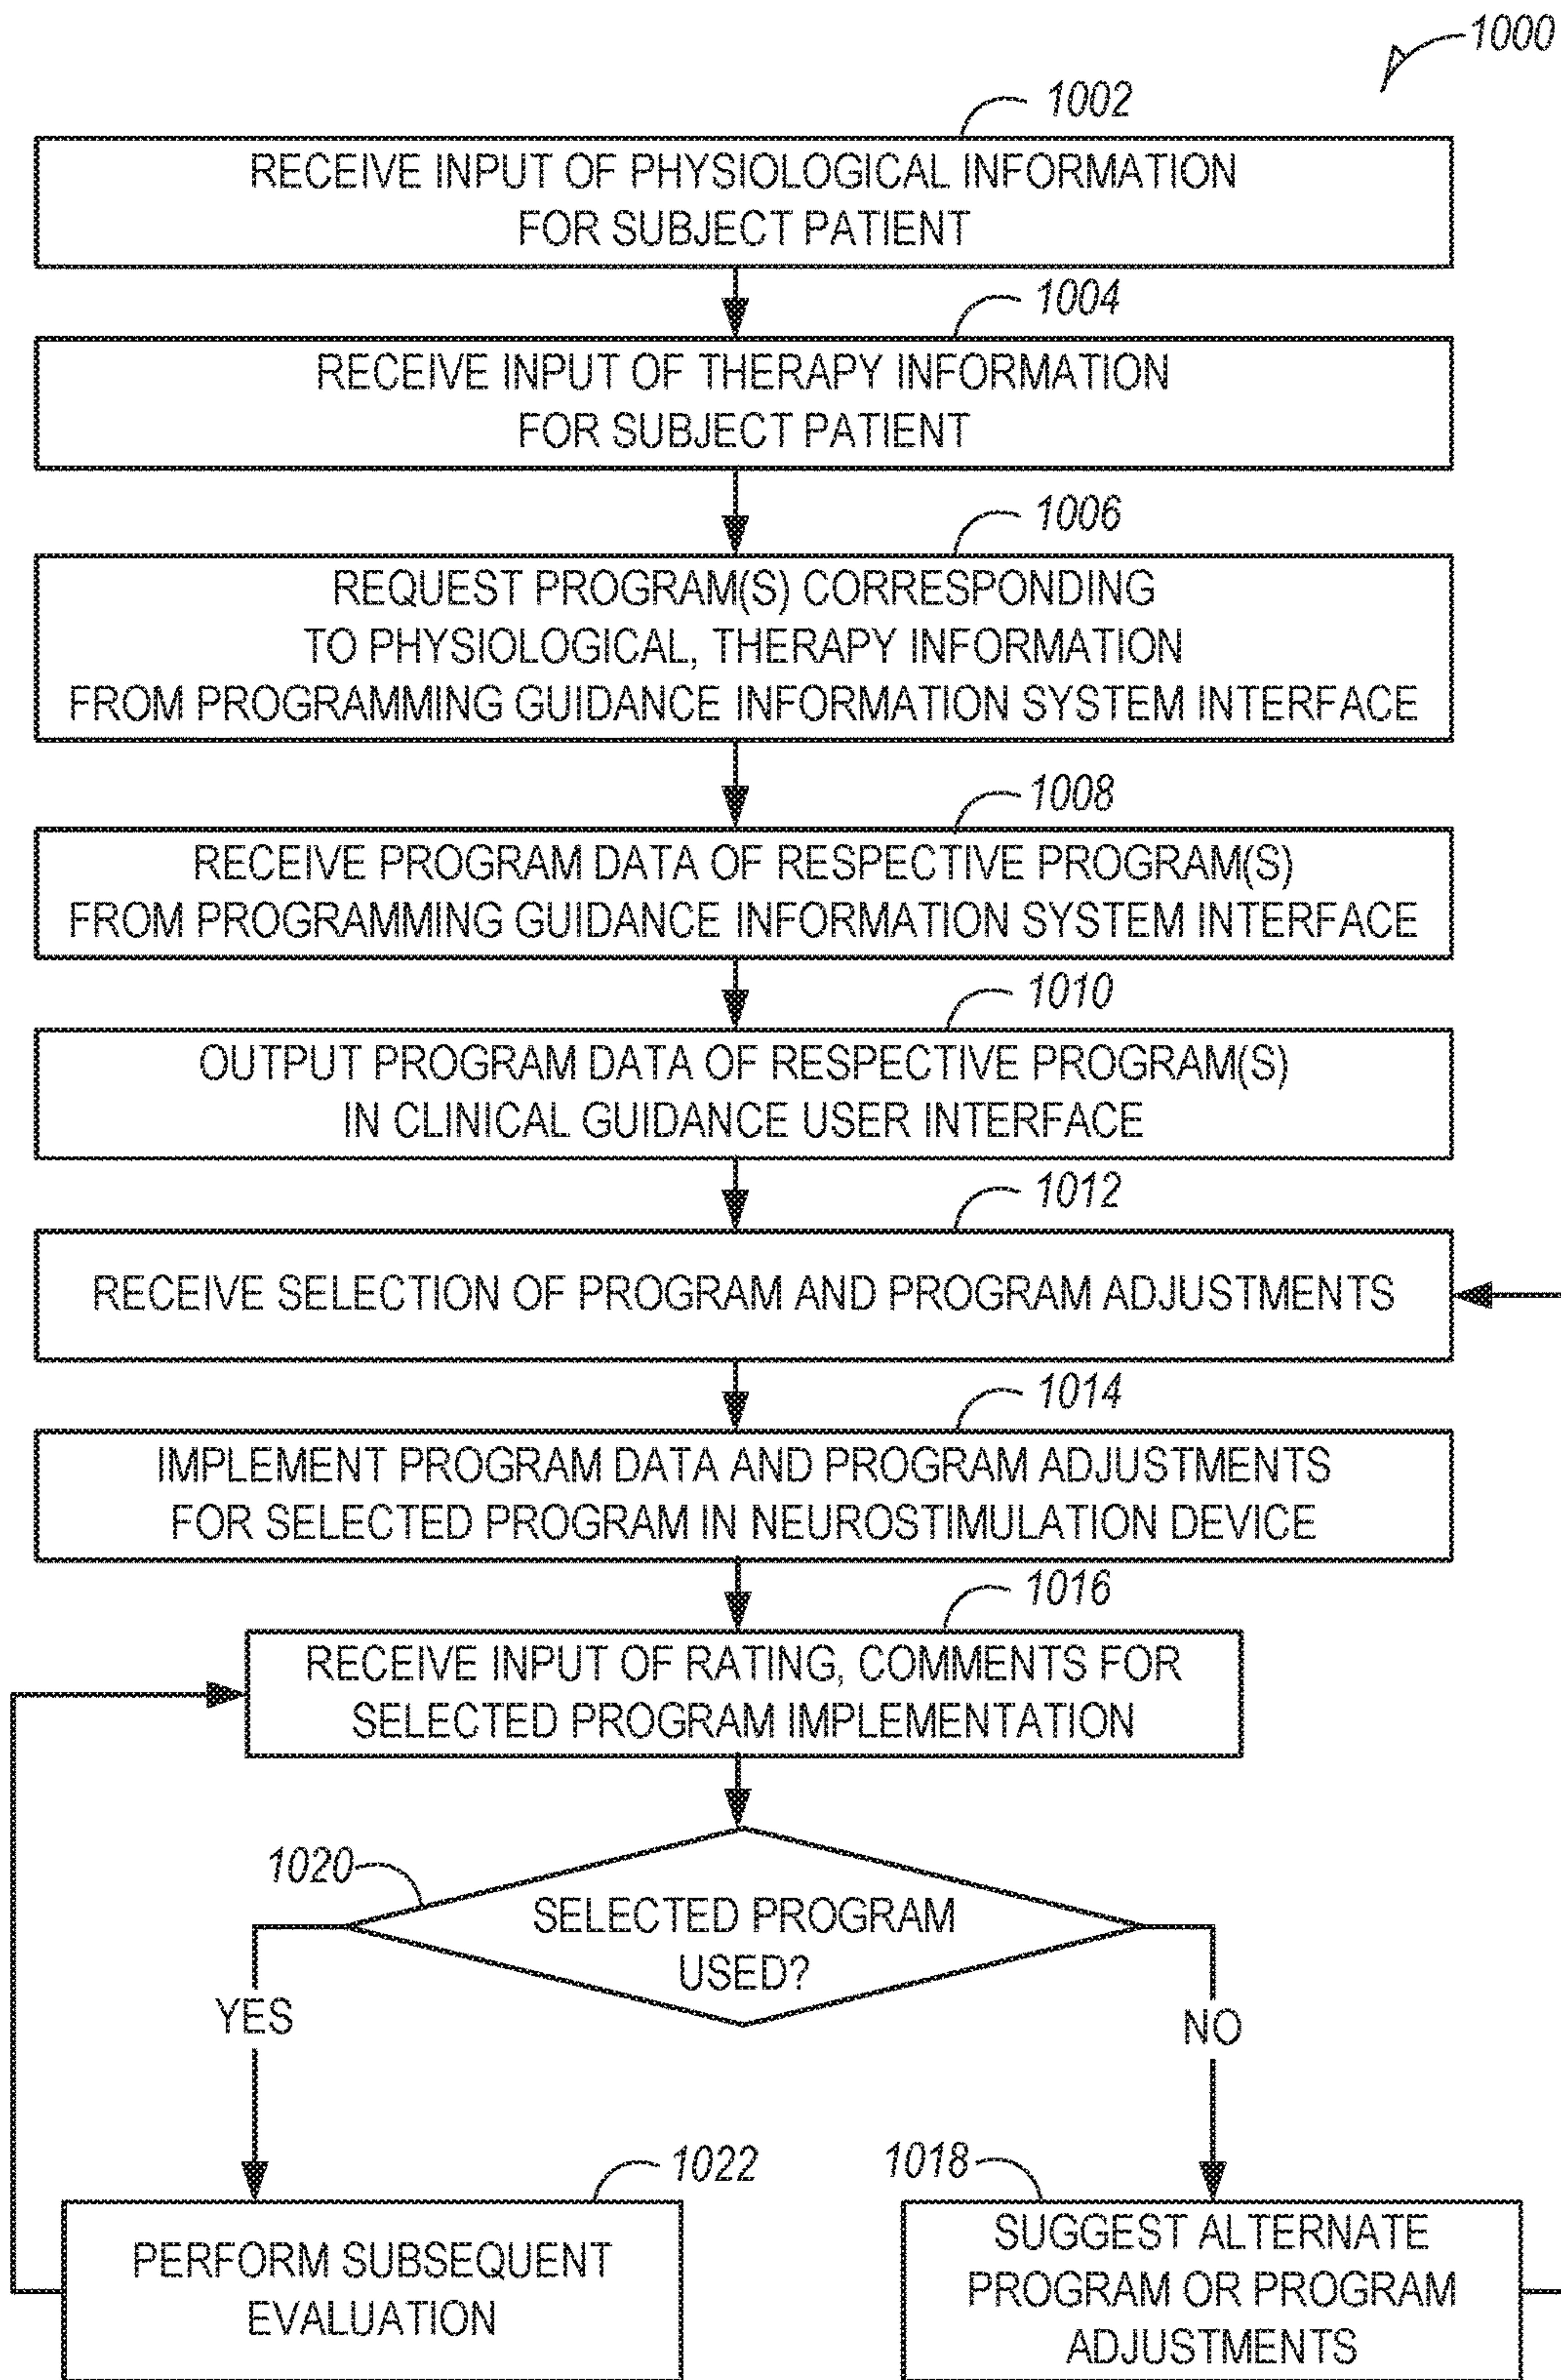 1000
1002
RECEIVE INPUT OF PHYSIOLOGICAL INFORMATION
FOR SUBJECT PATIENT
1004
RECEIVE INPUT OF THERAPY INFORMATION
FOR SUBJECT PATIENT
1006
REQUEST PROGRAM(S) CORRESPONDING
TO PHYSIOLOGICAL, THERAPY INFORMATION
FROM PROGRAMMING GUIDANCE INFORMATION SYSTEM INTERFACE
1008
RECEIVE PROGRAM DATA OF RESPECTIVE PROGRAM(S)
FROM PROGRAMMING GUIDANCE INFORMATION SYSTEM INTERFACE
1010
OUTPUT PROGRAM DATA OF RESPECTIVE PROGRAM(S)
IN CLINICAL GUIDANCE USER INTERFACE
1012
RECEIVE SELECTION OF PROGRAM AND PROGRAM ADJUSTMENTS
1014
IMPLEMENT PROGRAM DATA AND PROGRAM ADJUSTMENTS
FOR SELECTED PROGRAM IN NEUROSTIMULATION DEVICE
1016
RECEIVE INPUT OF RATING, COMMENTS FOR
SELECTED PROGRAM IMPLEMENTATION
1020
SELECTED PROGRAM
USED?
YES
NO
1022
PERFORM SUBSEQUENT
EVALUATION
1018
SUGGEST ALTERNATE
PROGRAM OR PROGRAM
ADJUSTMENTS